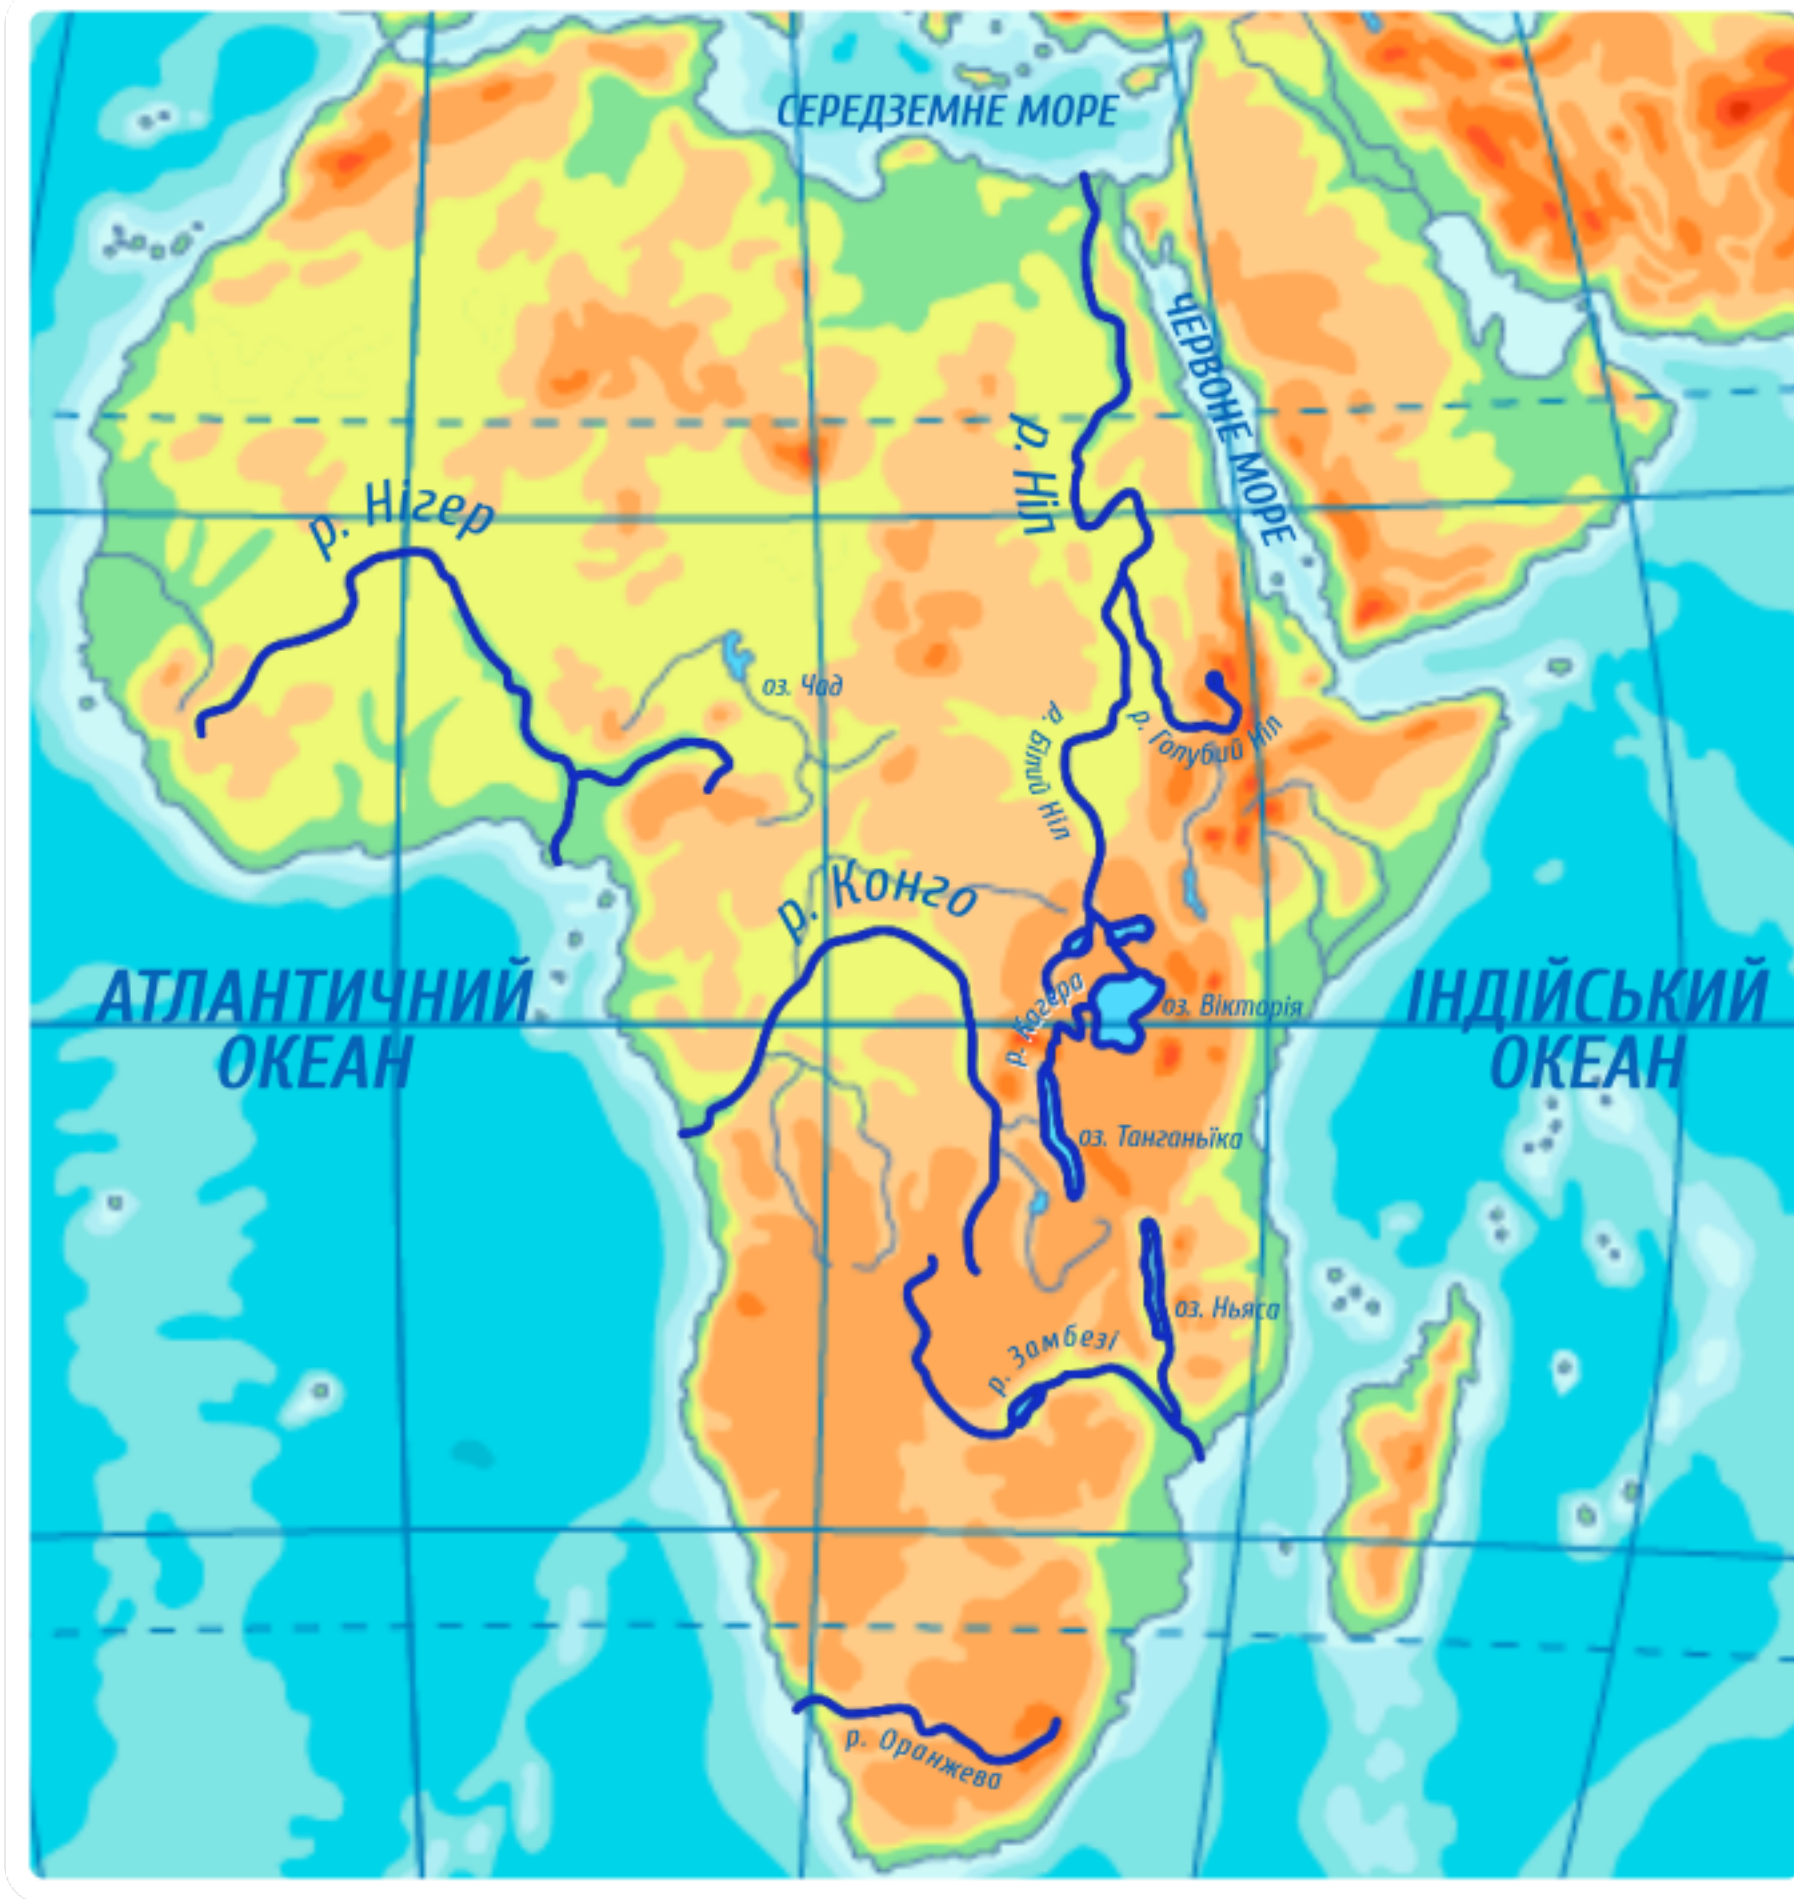 СЕРЕДЗЕМНЕ МОРЕ
ЧЕРВОНЕ МОРЕ
р. Ніл
р. Нігер
оз. Чад
р. Білий Ніл
р. Голубий Ніл
р. Конго
АТЛАНТИЧНИЙ
ОКЕАН
ІНДІЙСЬКИЙ
ОКЕАН
р. Кагера
оз. Вікторія
оз. Танганьїка
оз. Ньяса
р. Замбезі
р. Оранжева